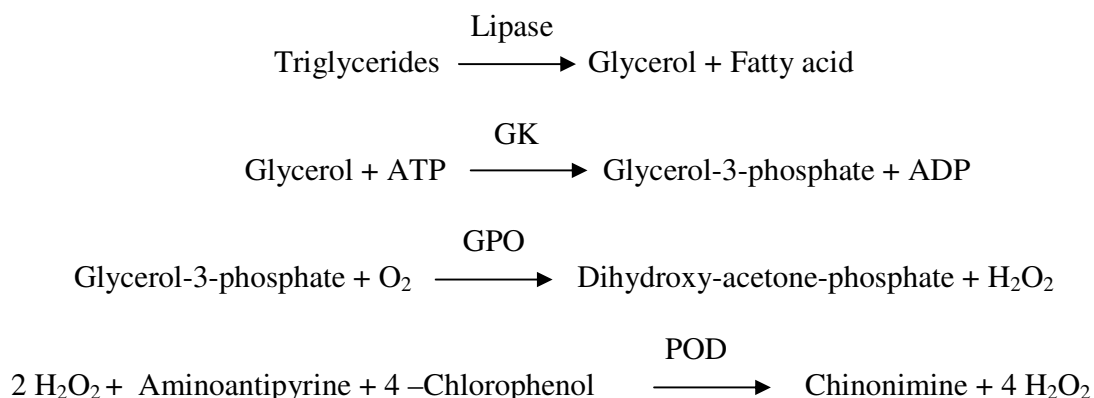 Lipase
Triglycerides ⟶ Glycerol + Fatty acid
GK
Glycerol + ATP ⟶ Glycerol-3-phosphate + ADP
GPO
Glycerol-3-phosphate + O₂ ⟶ Dihydroxy-acetone-phosphate + H₂O₂
POD
2 H₂O₂ + Aminoantipyrine + 4 –Chlorophenol ⟶ Chinonimine + 4 H₂O₂